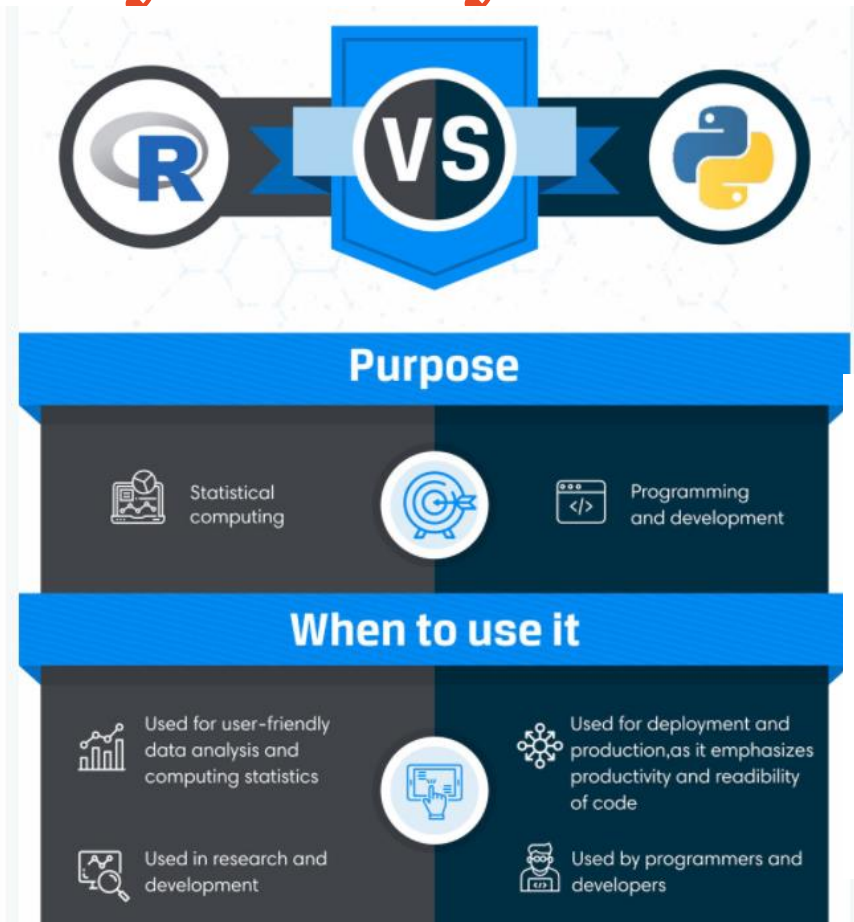 R
VS
Purpose
Statistical
computing
Programming
and development
When to use it
Used for user-friendly
data analysis and
computing statistics
Used for deployment and
production,as it emphasizes
productivity and readibility
of code
Used in research and
development
Used by programmers and
developers